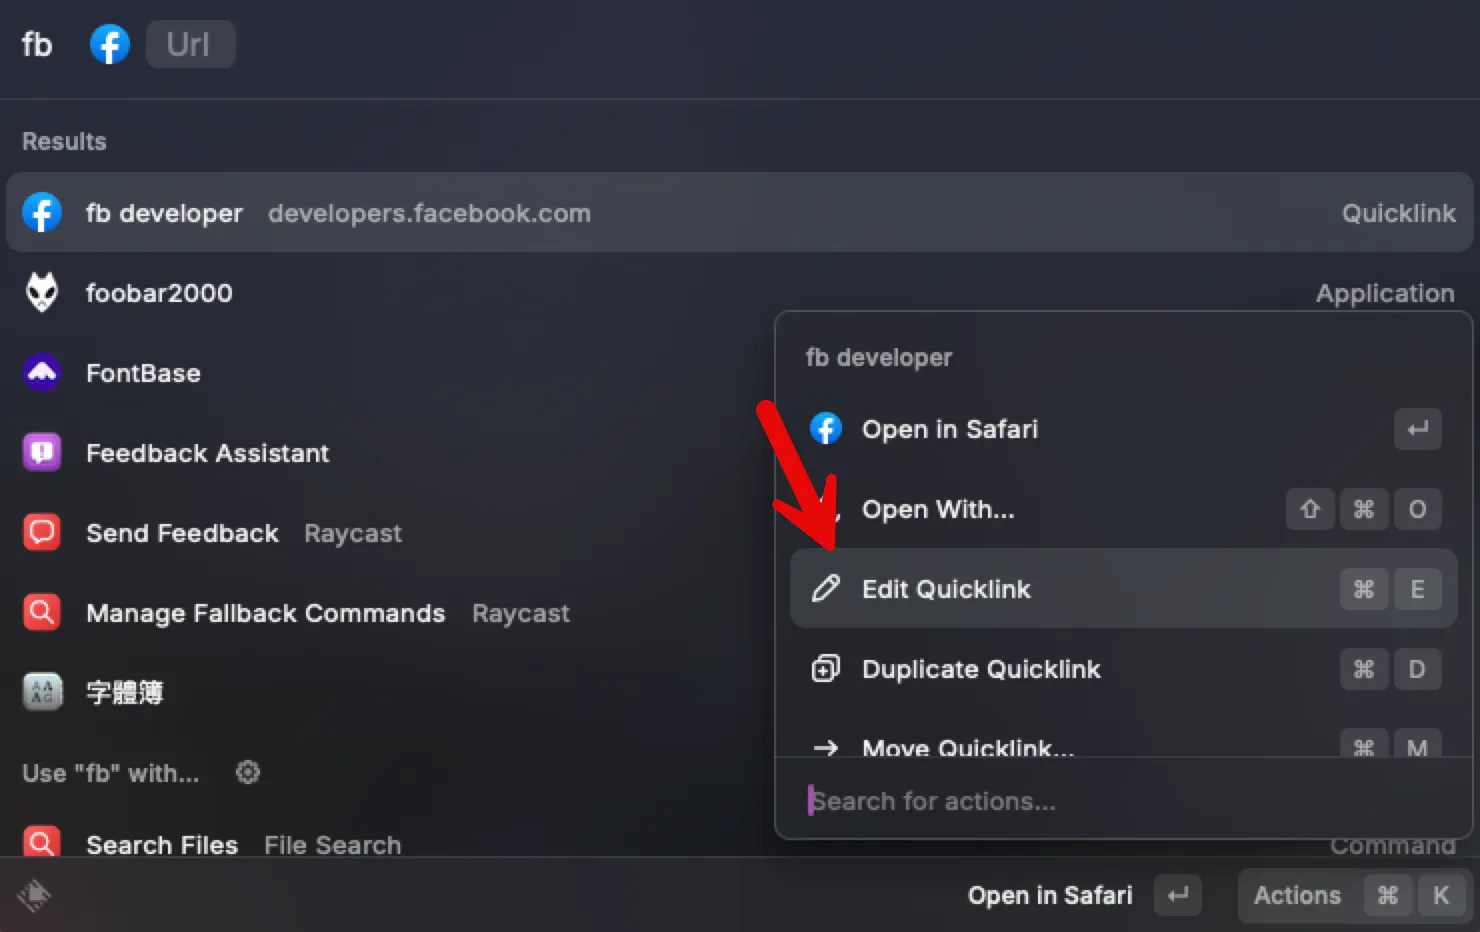 fb Url
Results
fb developer developers.facebook.com Quicklink
foobar2000 Application
FontBase
Feedback Assistant
Send Feedback Raycast
Manage Fallback Commands Raycast
字體簿
Use "fb" with...
Search Files File Search Command
fb developer
Open in Safari ↵
Open With... ⇧ ⌘ O
Edit Quicklink ⌘ E
Duplicate Quicklink ⌘ D
Move Quicklink... ⌘ M
Search for actions...
Open in Safari ↵ Actions ⌘ K